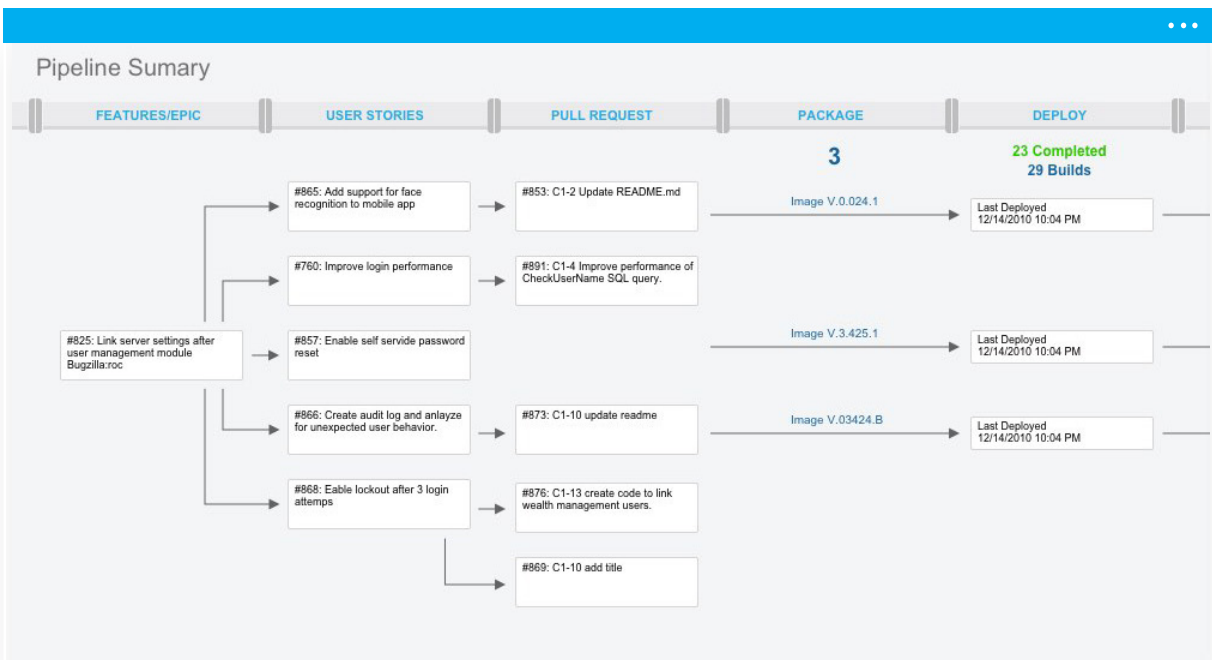 Pipeline Sumary
FEATURES/EPIC
USER STORIES
PULL REQUEST
PACKAGE
DEPLOY
3
23 Completed
29 Builds
#865: Add support for face
recognition to mobile app
#853: C1-2 Update README.md
Image V.0.024.1
Last Deployed
12/14/2010 10:04 PM
#760: Improve login performance
#891: C1-4 Improve performance of
CheckUserName SQL query.
#825: Link server settings after
user management module
Bugzilla:roc
#857: Enable self servide password
reset
Image V.3.425.1
Last Deployed
12/14/2010 10:04 PM
#866: Create audit log and anlayze
for unexpected user behavior.
#873: C1-10 update readme
Image V.03424.B
Last Deployed
12/14/2010 10:04 PM
#868: Eable lockout after 3 login
attemps
#876: C1-13 create code to link
wealth management users.
#869: C1-10 add title